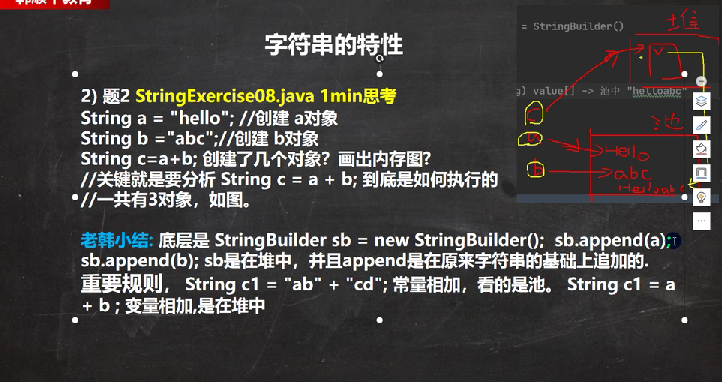 韩顺平教育
字符串的特性
2) 题2 StringExercise08.java 1min思考
String a = "hello"; //创建 a对象
String b ="abc";//创建 b对象
String c=a+b; 创建了几个对象？画出内存图?
//关键就是要分析 String c = a + b; 到底是如何执行的
//一共有3对象，如图。
老韩小结: 底层是 StringBuilder sb = new StringBuilder();  sb.append(a);
sb.append(b); sb是在堆中，并且append是在原来字符串的基础上追加的.
重要规则， String c1 = "ab" + "cd"; 常量相加，看的是池。 String c1 = a
+ b ; 变量相加,是在堆中
= StringBuilder()
堆
V
g) value[] -> 池中 "helloabc"
c
池
a
Hello
b
abc
Helloabc